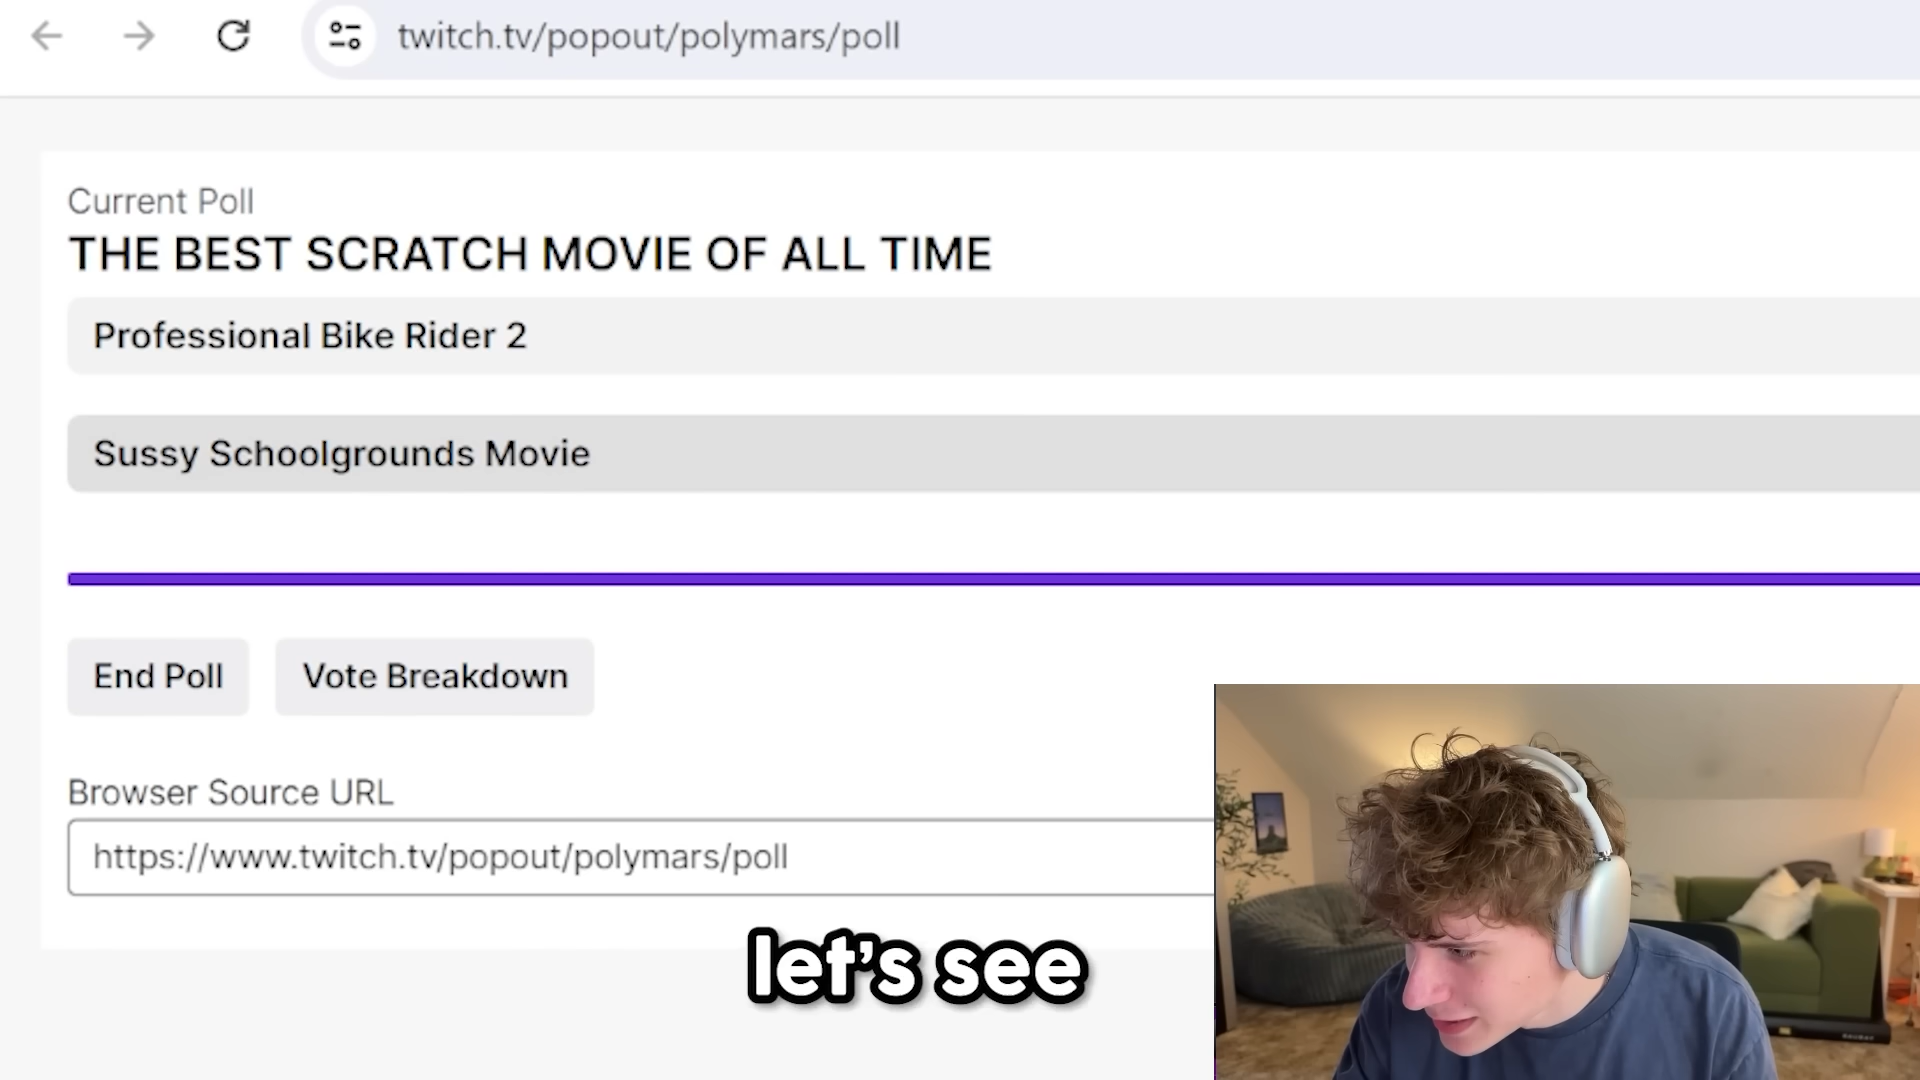 twitch.tv/popout/polymars/poll
Current Poll
THE BEST SCRATCH MOVIE OF ALL TIME
Professional Bike Rider 2
Sussy Schoolgrounds Movie
End Poll
Vote Breakdown
Browser Source URL
https://www.twitch.tv/popout/polymars/poll
let's see